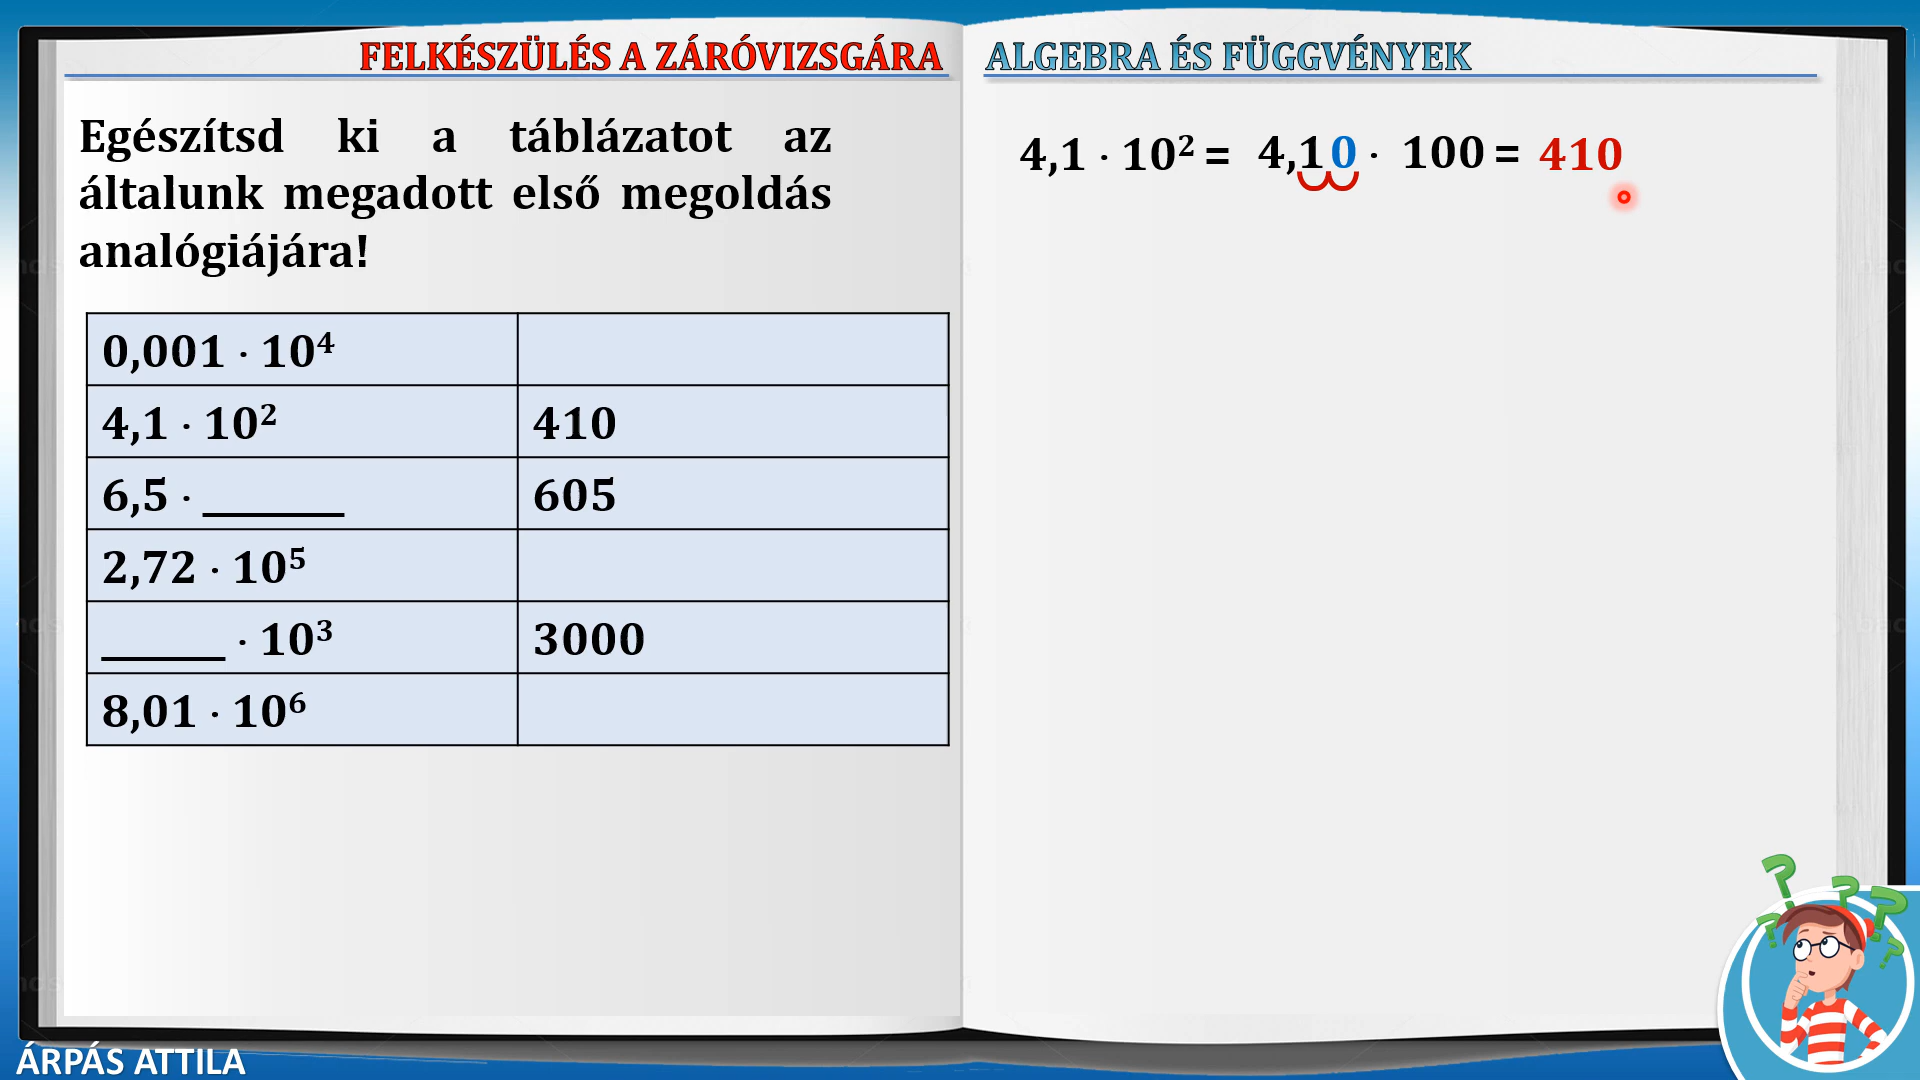 FELKÉSZÜLÉS A ZÁRÓVIZSGÁRA
ALGEBRA ÉS FÜGGVÉNYEK
Egészítsd ki a táblázatot az
általunk megadott első megoldás
analógiájára!
0,001 · 10⁴
4,1 · 10² 410
6,5 · ______ 605
2,72 · 10⁵
______ · 10³ 3000
8,01 · 10⁶
4,1 · 10² = 4,10 · 100 = 410
ÁRPÁS ATTILA